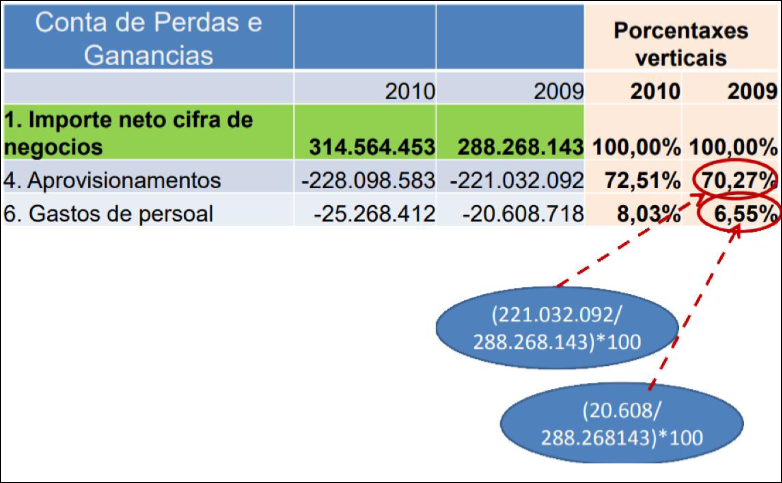 Conta de Perdas e
Ganancias
Porcentaxes
verticais
2010 2009 2010 2009
1. Importe neto cifra de
negocios 314.564.453 288.268.143 100,00% 100,00%
4. Aprovisionamentos -228.098.583 -221.032.092 72,51% 70,27%
6. Gastos de persoal -25.268.412 -20.608.718 8,03% 6,55%
(221.032.092/
288.268.143)*100
(20.608/
288.268143)*100